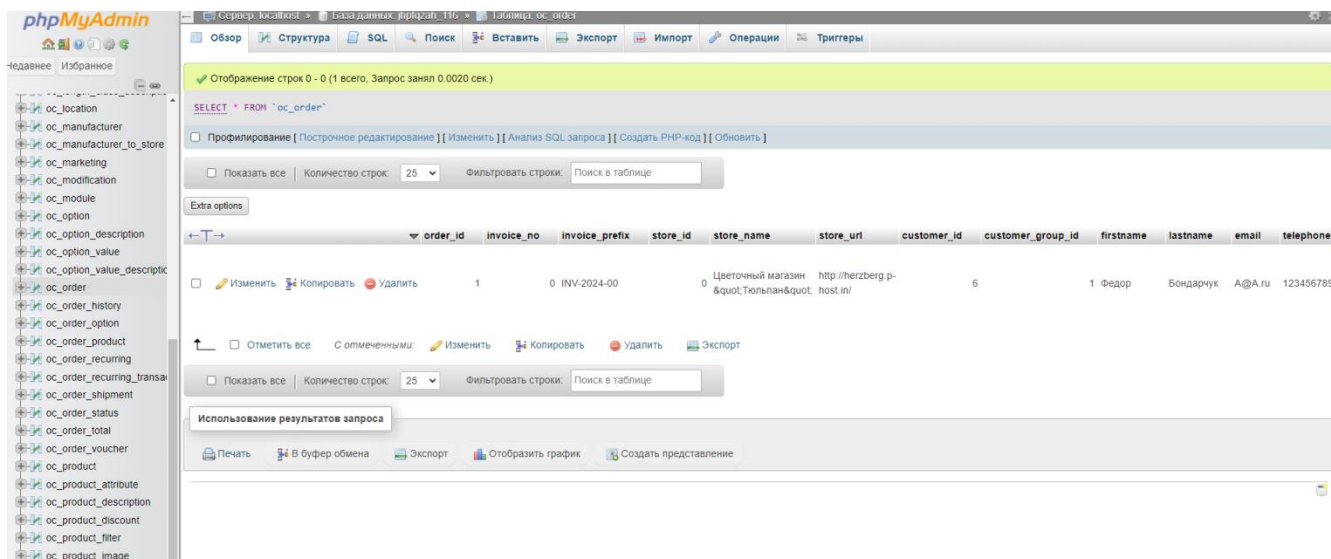 phpMyAdmin
Недавнее Избранное
oc_location
oc_manufacturer
oc_manufacturer_to_store
oc_marketing
oc_modification
oc_module
oc_option
oc_option_description
oc_option_value
oc_option_value_descriptic
oc_order
oc_order_history
oc_order_option
oc_order_product
oc_order_recurring
oc_order_recurring_transa
oc_order_shipment
oc_order_status
oc_order_total
oc_order_voucher
oc_product
oc_product_attribute
oc_product_description
oc_product_discount
oc_product_filter
oc_product_image
Сервер: localhost » База данных: » Таблица: oc_order
Обзор Структура SQL Поиск Вставить Экспорт Импорт Операции Триггеры
Отображение строк 0 - 0 (1 всего, Запрос занял 0.0020 сек.)
SELECT * FROM `oc_order`
Профилирование [ Построчное редактирование ] [ Изменить ] [ Анализ SQL запроса ] [ Создать PHP-код ] [ Обновить ]
Показать все | Количество строк: 25 Фильтровать строки: Поиск в таблице
Extra options
←T→ order_id invoice_no invoice_prefix store_id store_name store_url customer_id customer_group_id firstname lastname email telephone
Изменить Копировать Удалить 1 0 INV-2024-00 0 Цветочный магазин http://herzberg.p- 6 1 Федор Бондарчук A@A.ru 123456789
&quot;Тюльпан&quot; host.in/
Отметить все С отмеченными: Изменить Копировать Удалить Экспорт
Показать все | Количество строк: 25 Фильтровать строки: Поиск в таблице
Использование результатов запроса
Печать В буфер обмена Экспорт Отобразить график Создать представление